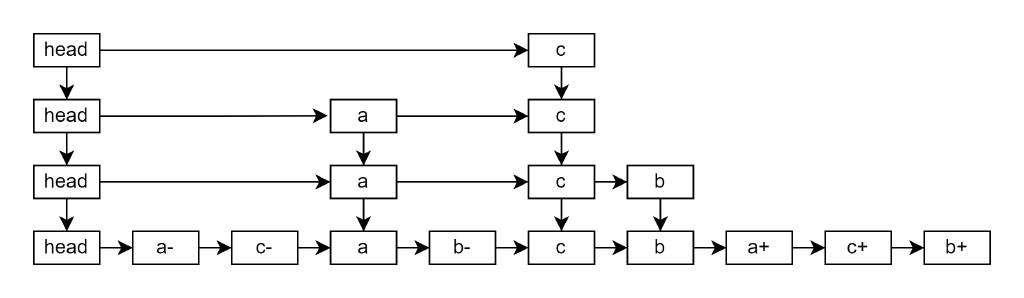 head c
head a c
head a c b
head a- c- a b- c b a+ c+ b+